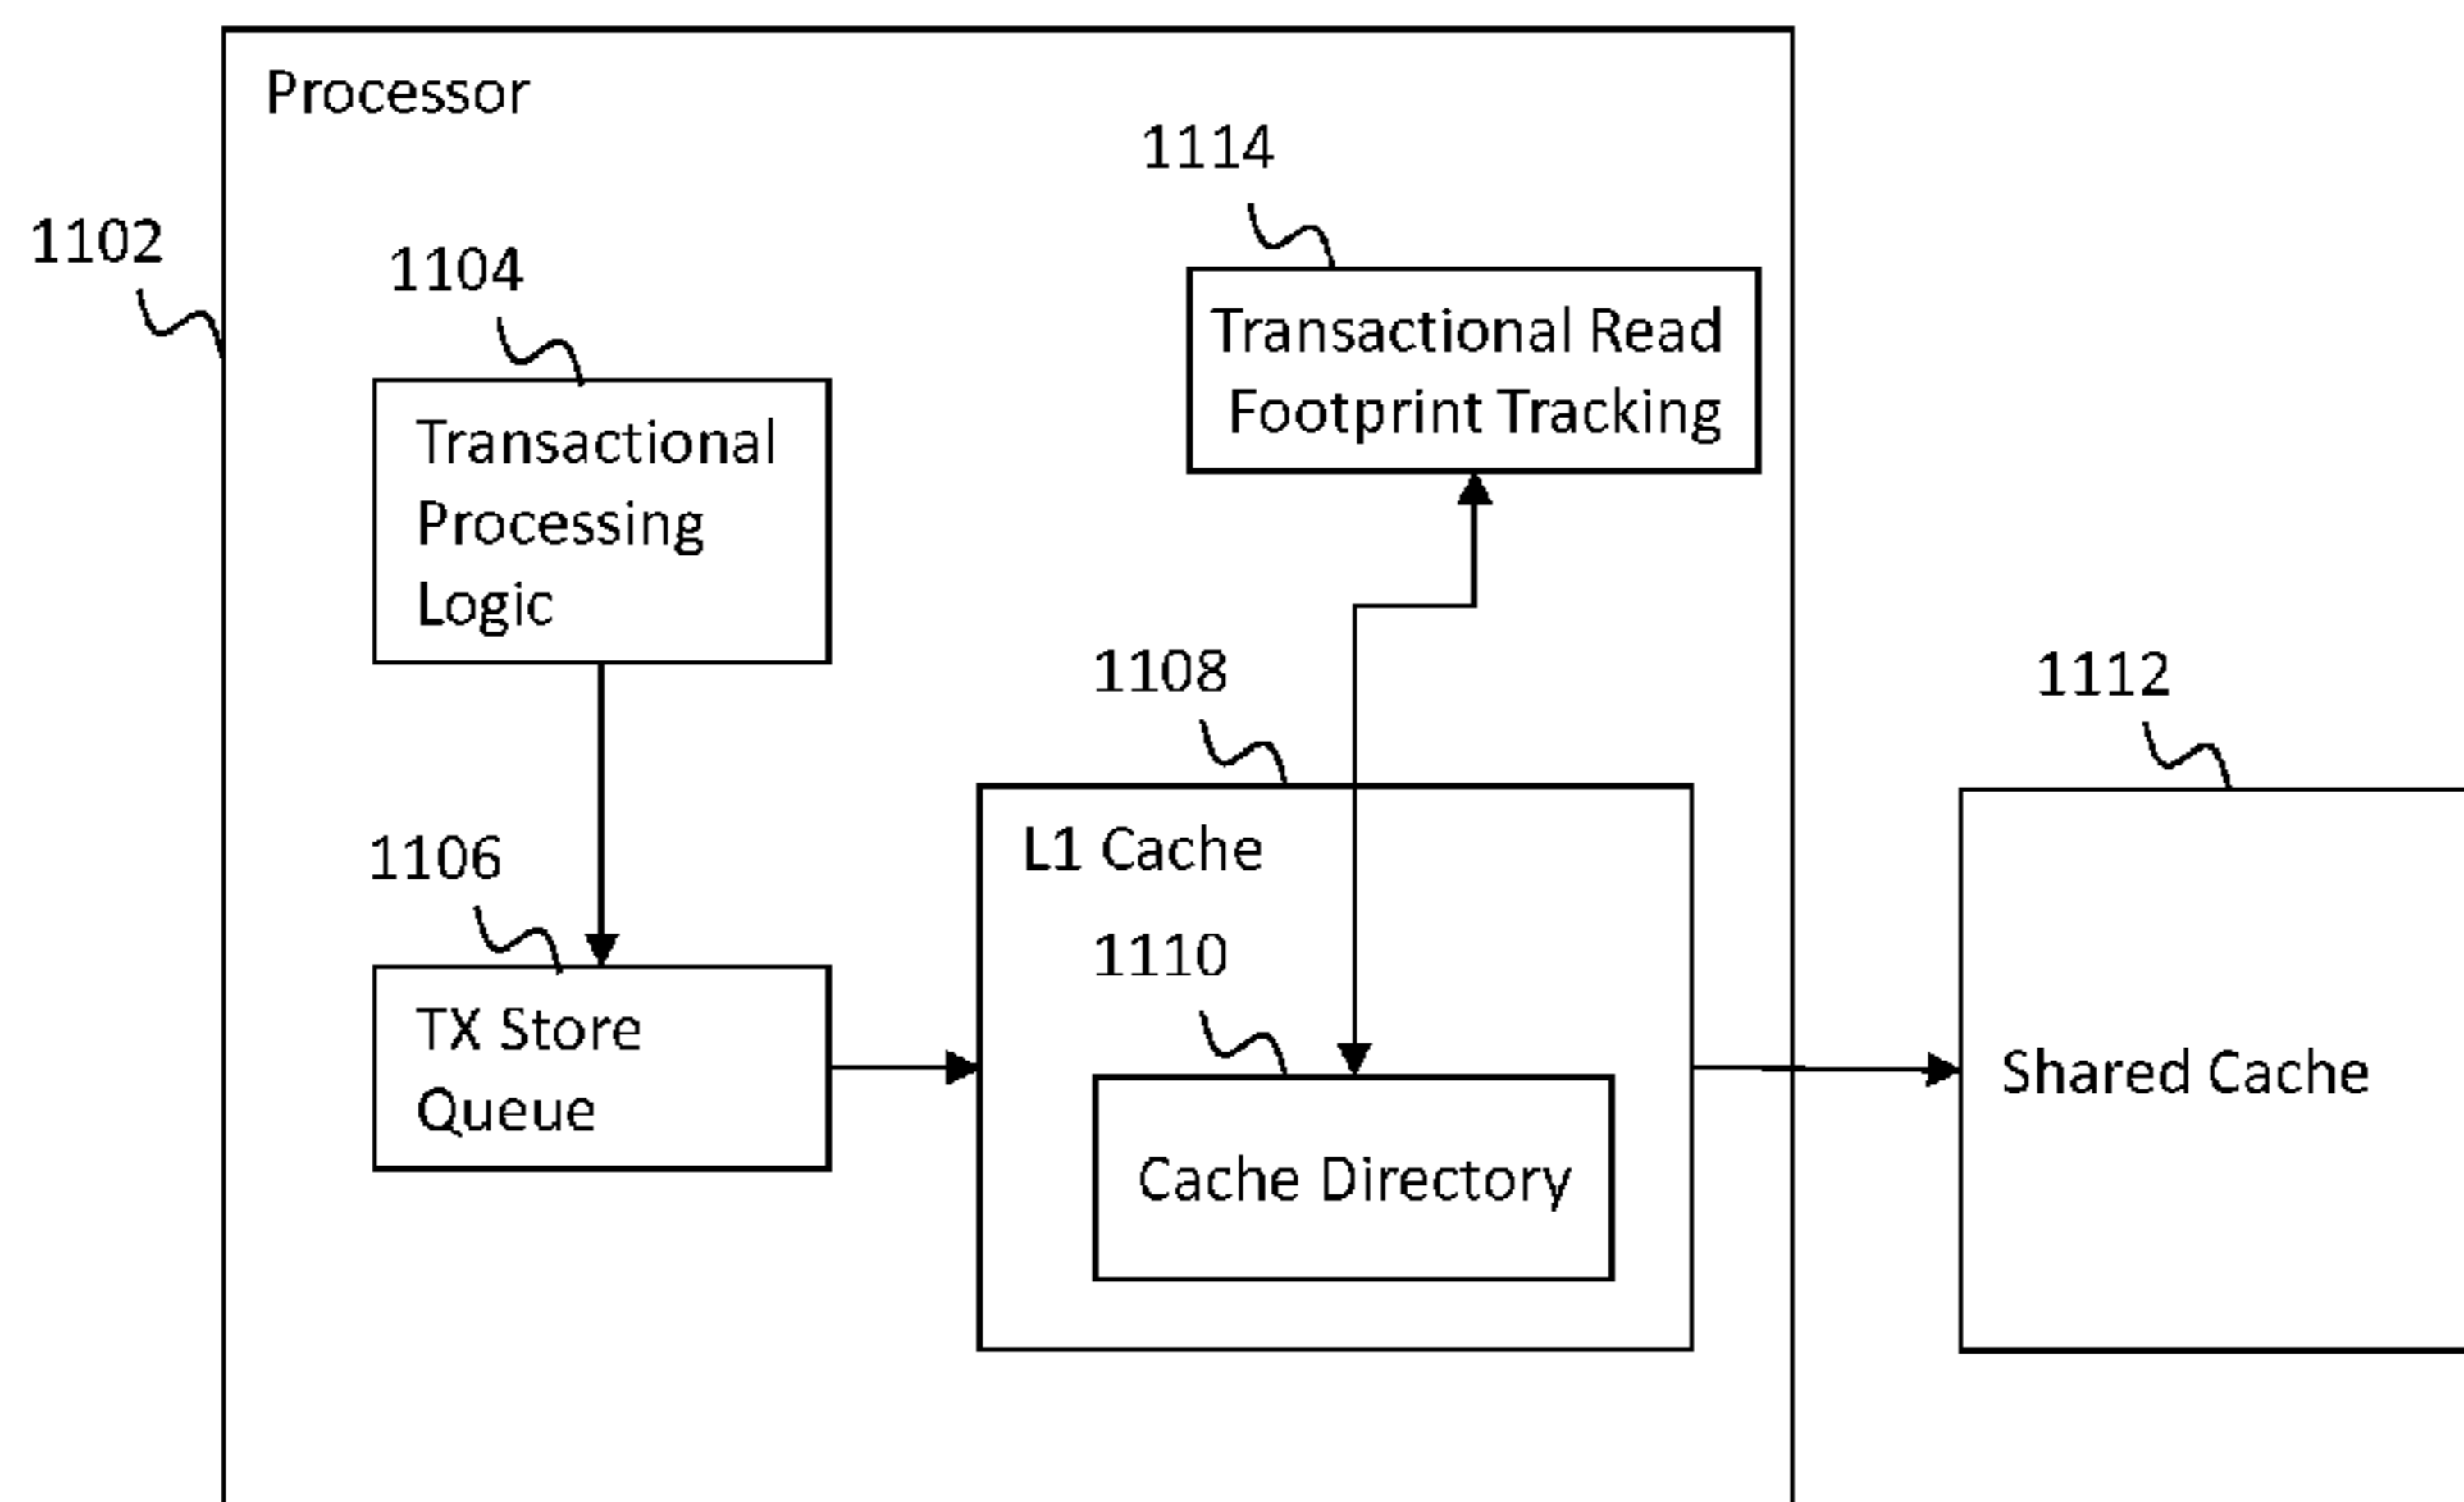 Processor
1114
1102
1104
Transactional Read
Footprint Tracking
Transactional
Processing
Logic
1108
1112
1106
L1 Cache
1110
TX Store
Queue
Shared Cache
Cache Directory